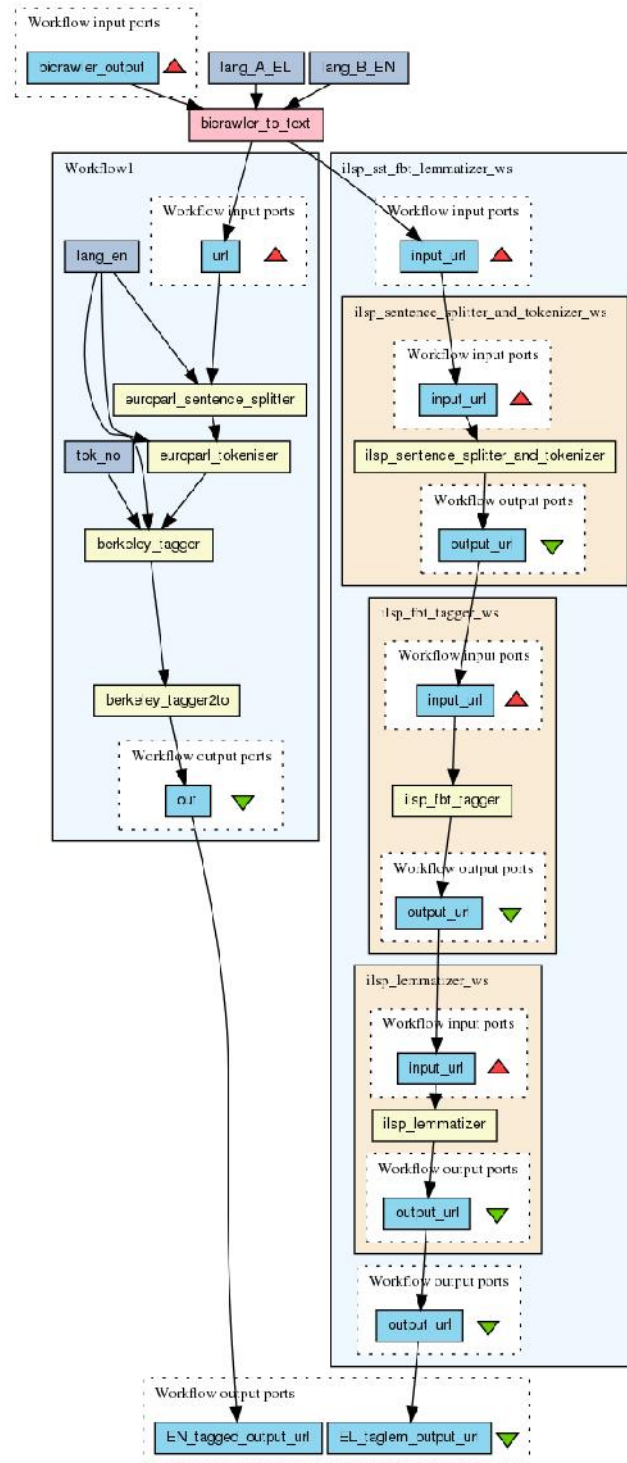 Workflow input ports
bicrawler_output
lang_A_EL
lang_B_EN
bicrawler_to_text
Workflow1
Workflow input ports
lang_en
url
europarl_sentence_splitter
tok_no
europarl_tokeniser
berkeley_tagger
berkeley_tagger2to
Workflow output ports
out
ilsp_sst_fbt_lemmatizer_ws
Workflow input ports
input_url
ilsp_sentence_splitter_and_tokenizer_ws
Workflow input ports
input_url
ilsp_sentence_splitter_and_tokenizer
Workflow output ports
output_url
ilsp_fbt_tagger_ws
Workflow input ports
input_url
ilsp_fbt_tagger
Workflow output ports
output_url
ilsp_lemmatizer_ws
Workflow input ports
input_url
ilsp_lemmatizer
Workflow output ports
output_url
Workflow output ports
output_url
Workflow output ports
EN_tagged_output_url
EL_taglem_output_url